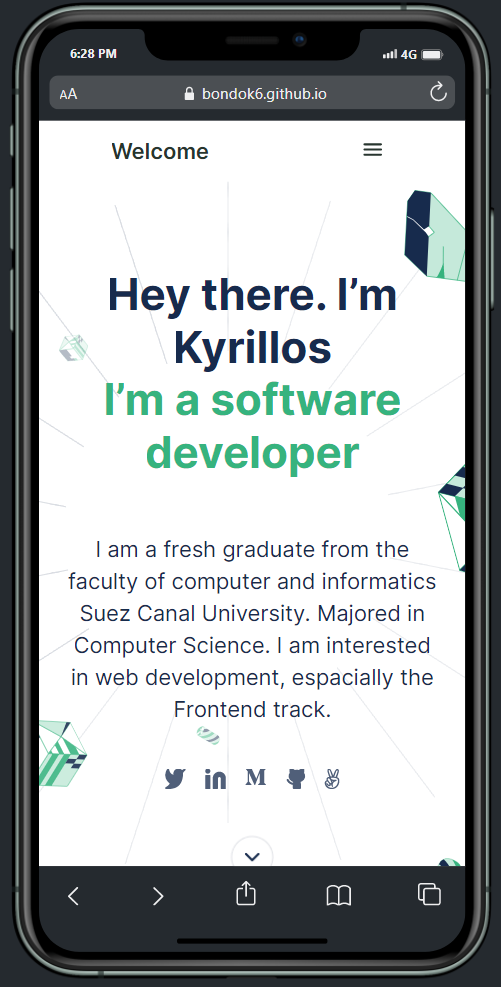 6:28 PM
4G
AA
bondok6.github.io
Welcome
Hey there. I’m
Kyrillos
I’m a software
developer
I am a fresh graduate from the
faculty of computer and informatics
Suez Canal University. Majored in
Computer Science. I am interested
in web development, espacially the
Frontend track.
in M